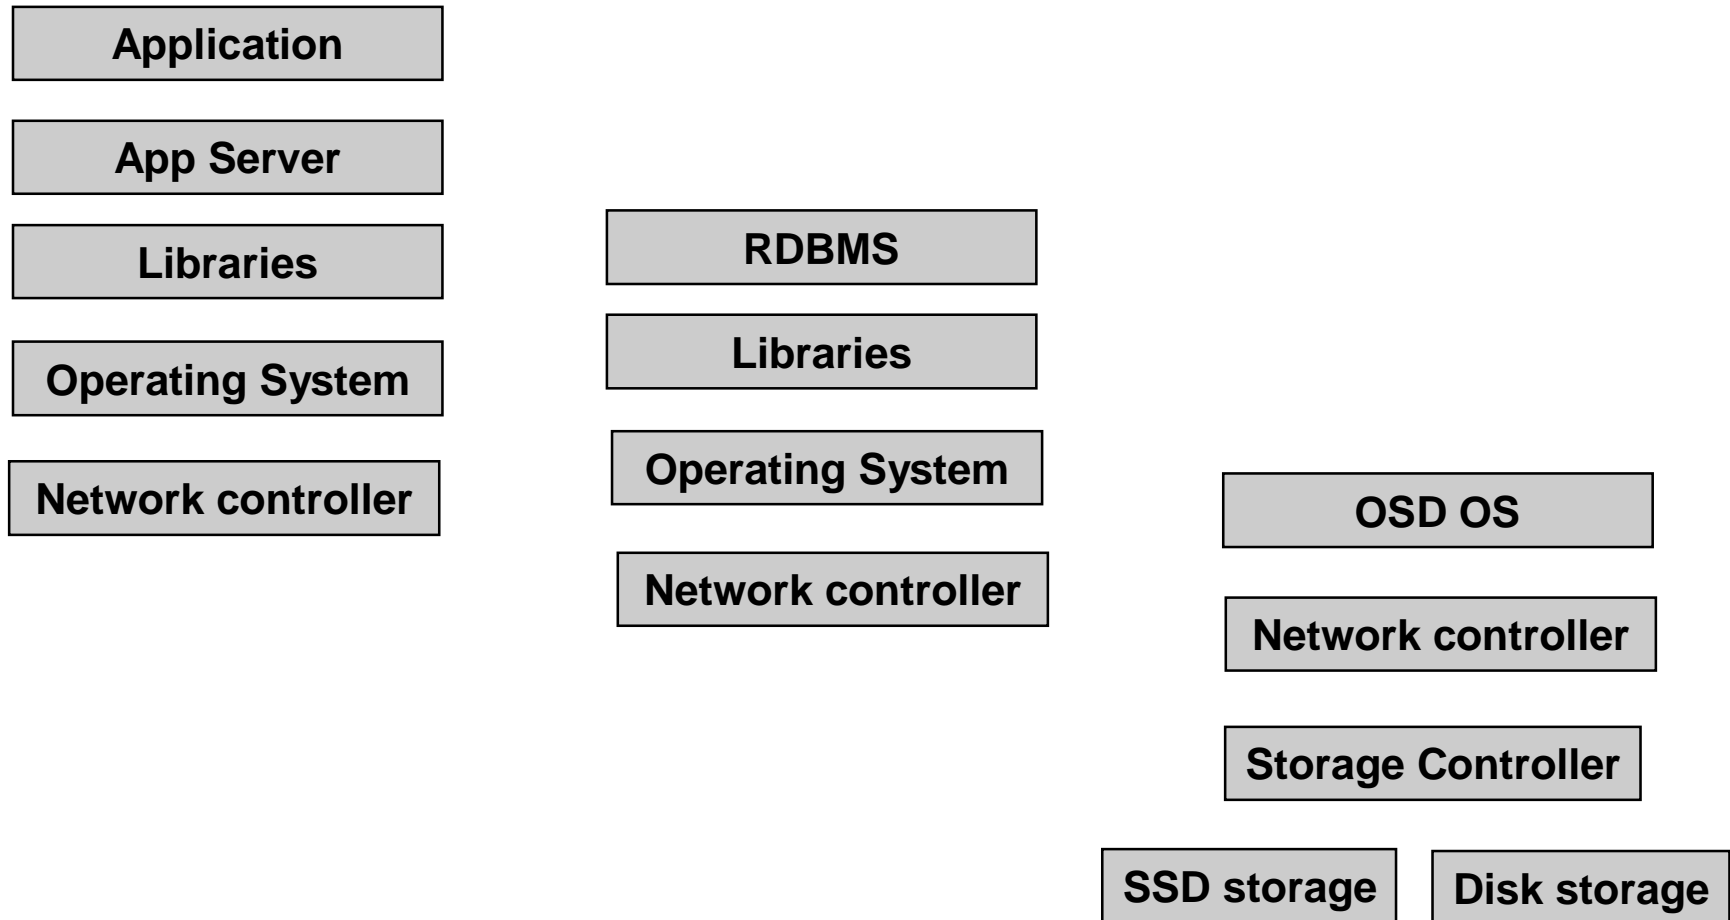 Application
App Server
Libraries
Operating System
Network controller
RDBMS
Libraries
Operating System
Network controller
OSD OS
Network controller
Storage Controller
SSD storage
Disk storage